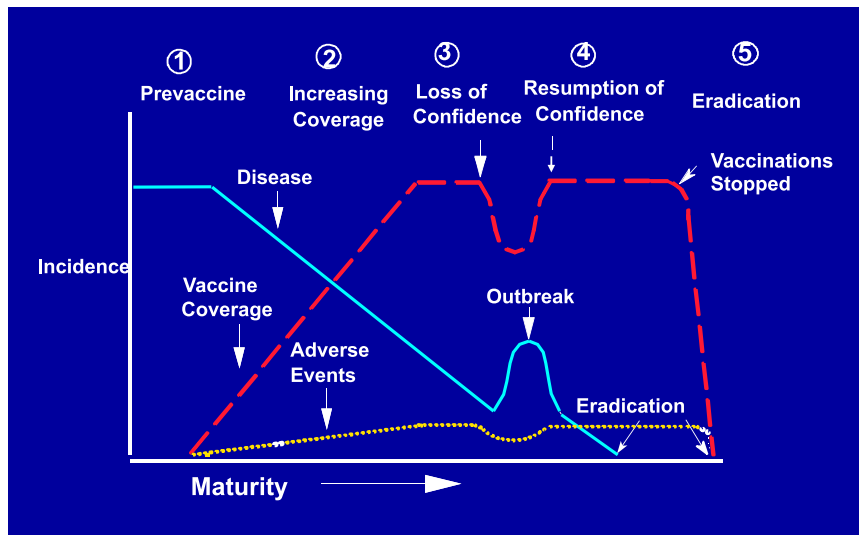 1
Prevaccine
2
Increasing
Coverage
3
Loss of
Confidence
4
Resumption of
Confidence
5
Eradication
Vaccinations
Stopped
Disease
Incidence
Vaccine
Coverage
Outbreak
Adverse
Events
Eradication
Maturity